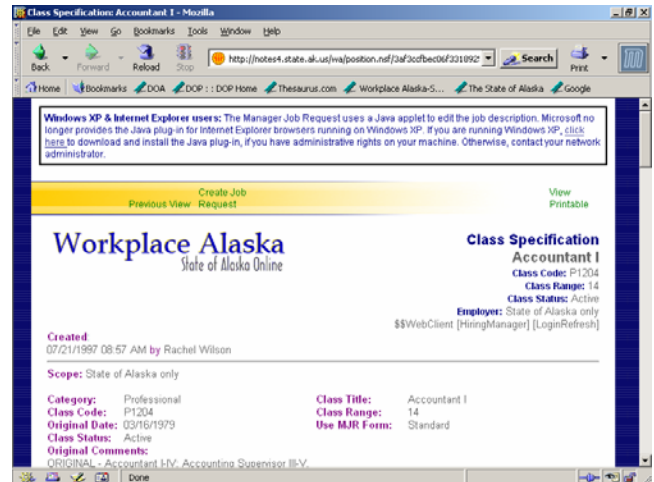 Class Specification: Accountant I - Mozilla
File Edit View Go Bookmarks Tools Window Help
Back Forward Reload Stop http://notes4.state.ak.us/wa/position.nsf/ Search Print
Home Bookmarks DOA DOP : : DOP Home Thesaurus.com Workplace Alaska-S... The State of Alaska Google
Windows XP & Internet Explorer users: The Manager Job Request uses a Java applet to edit the job description. Microsoft no
longer provides the Java plug-in for Internet Explorer browsers running on Windows XP. If you are running Windows XP, click
here to download and install the Java plug-in, if you have administrative rights on your machine. Otherwise, contact your network
administrator.
Create Job View
Previous View Request Printable
Workplace Alaska
State of Alaska Online
Class Specification
Accountant I
Class Code: P1204
Class Range: 14
Class Status: Active
Employer: State of Alaska only
$$WebClient [HiringManager] [LoginRefresh]
Created:
07/21/1997 08:57 AM by Rachel Wilson
Scope: State of Alaska only
Category: Professional Class Title: Accountant I
Class Code: P1204 Class Range: 14
Original Date: 03/16/1979 Use MJR Form: Standard
Class Status: Active
Original Comments:
ORIGINAL - Accountant I-IV; Accounting Supervisor III-V.
Done